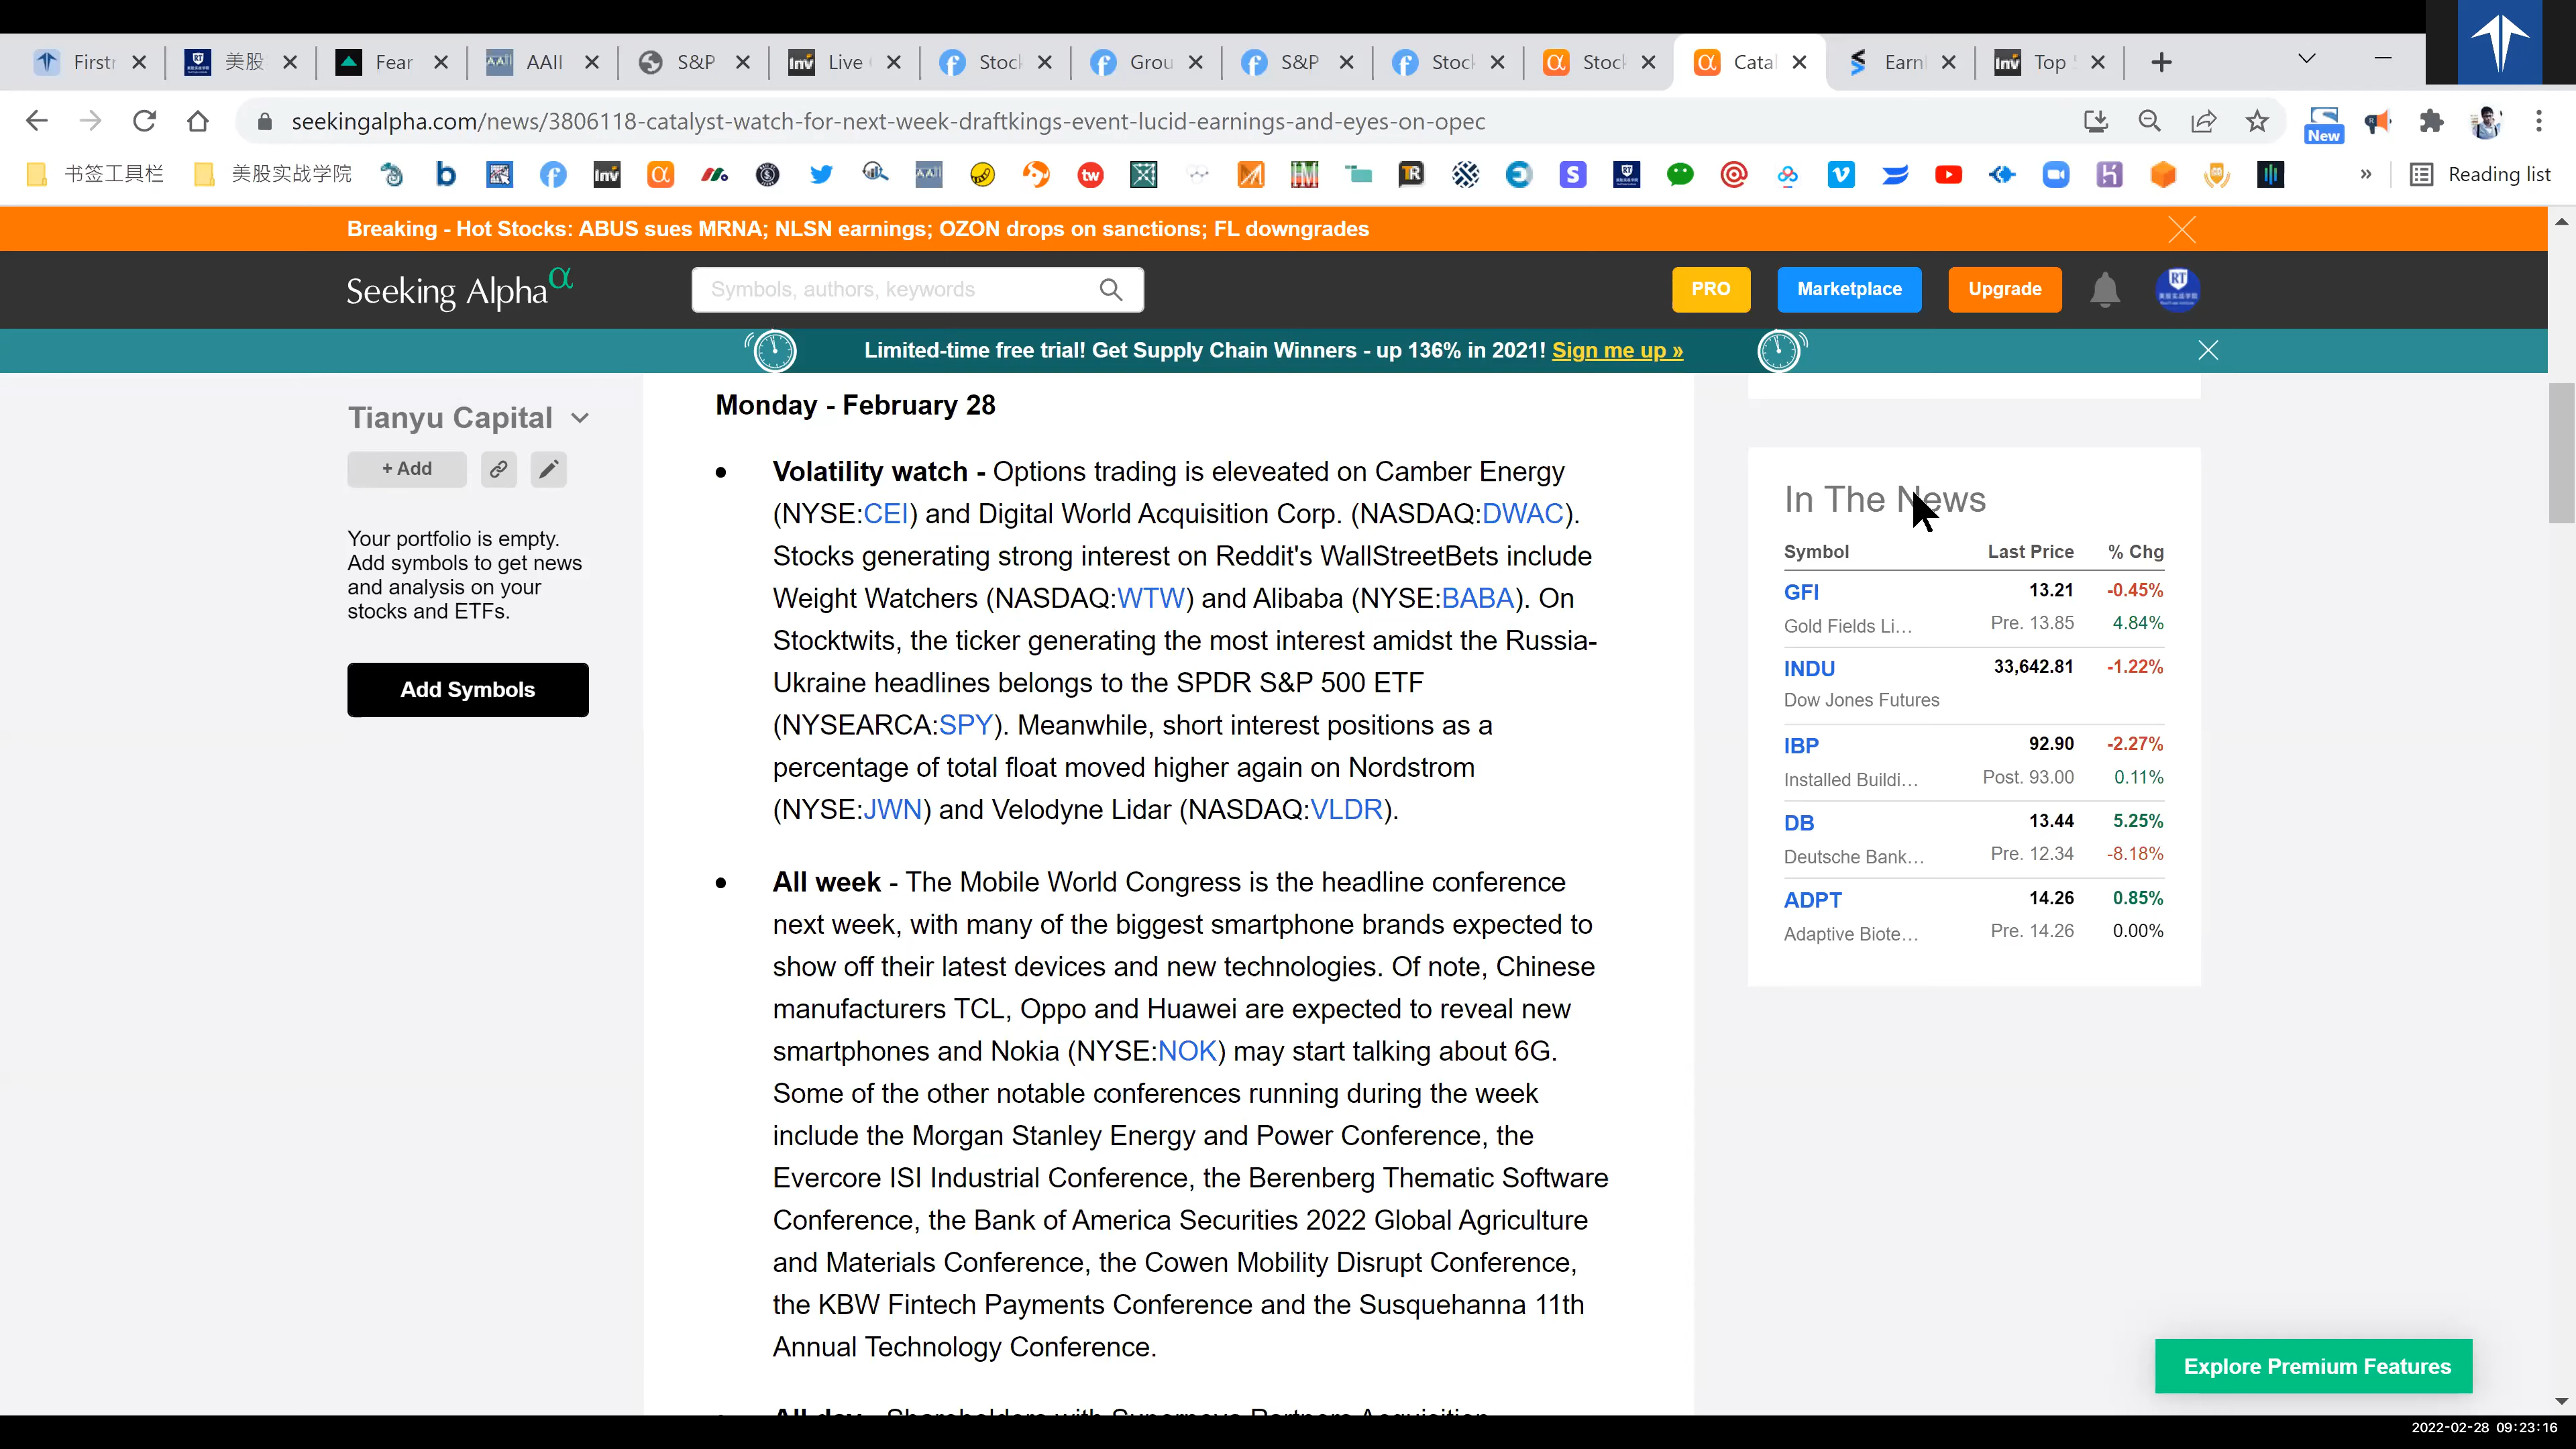 Firstr
美股
Fear
AAII
S&P
Live
Stoc
Grou
S&P
Stoc
Stoc
Catal
Earn
Top
seekingalpha.com/news/3806118-catalyst-watch-for-next-week-draftkings-event-lucid-earnings-and-eyes-on-opec
New
书签工具栏
美股实战学院
Reading list
Breaking - Hot Stocks: ABUS sues MRNA; NLSN earnings; OZON drops on sanctions; FL downgrades
Seeking Alphaα
Symbols, authors, keywords
PRO
Marketplace
Upgrade
Limited-time free trial! Get Supply Chain Winners - up 136% in 2021! Sign me up »
Tianyu Capital
+ Add
Your portfolio is empty.
Add symbols to get news
and analysis on your
stocks and ETFs.
Add Symbols
Monday - February 28
Volatility watch - Options trading is eleveated on Camber Energy
(NYSE:CEI) and Digital World Acquisition Corp. (NASDAQ:DWAC).
Stocks generating strong interest on Reddit's WallStreetBets include
Weight Watchers (NASDAQ:WTW) and Alibaba (NYSE:BABA). On
Stocktwits, the ticker generating the most interest amidst the Russia-
Ukraine headlines belongs to the SPDR S&P 500 ETF
(NYSEARCA:SPY). Meanwhile, short interest positions as a
percentage of total float moved higher again on Nordstrom
(NYSE:JWN) and Velodyne Lidar (NASDAQ:VLDR).
All week - The Mobile World Congress is the headline conference
next week, with many of the biggest smartphone brands expected to
show off their latest devices and new technologies. Of note, Chinese
manufacturers TCL, Oppo and Huawei are expected to reveal new
smartphones and Nokia (NYSE:NOK) may start talking about 6G.
Some of the other notable conferences running during the week
include the Morgan Stanley Energy and Power Conference, the
Evercore ISI Industrial Conference, the Berenberg Thematic Software
Conference, the Bank of America Securities 2022 Global Agriculture
and Materials Conference, the Cowen Mobility Disrupt Conference,
the KBW Fintech Payments Conference and the Susquehanna 11th
Annual Technology Conference.
In The News
Symbol Last Price % Chg
GFI 13.21 -0.45%
Gold Fields Li... Pre. 13.85 4.84%
INDU 33,642.81 -1.22%
Dow Jones Futures
IBP 92.90 -2.27%
Installed Buildi... Post. 93.00 0.11%
DB 13.44 5.25%
Deutsche Bank... Pre. 12.34 -8.18%
ADPT 14.26 0.85%
Adaptive Biote... Pre. 14.26 0.00%
Explore Premium Features
2022-02-28 09:23:16